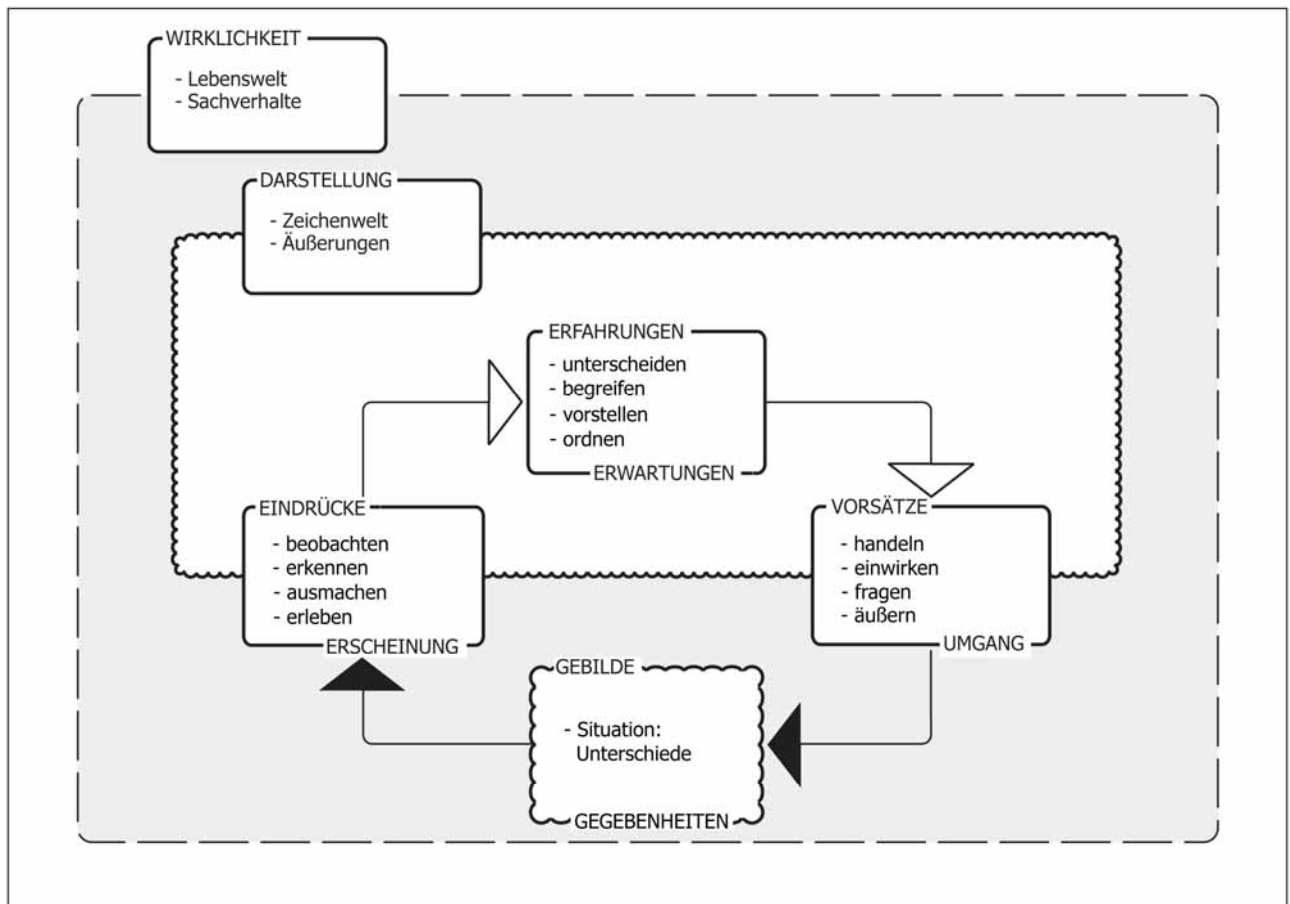 WIRKLICHKEIT
- Lebenswelt
- Sachverhalte
DARSTELLUNG
- Zeichenwelt
- Äußerungen
ERFAHRUNGEN
- unterscheiden
- begreifen
- vorstellen
- ordnen
ERWARTUNGEN
EINDRÜCKE
- beobachten
- erkennen
- ausmachen
- erleben
ERSCHEINUNG
VORSÄTZE
- handeln
- einwirken
- fragen
- äußern
UMGANG
GEBILDE
- Situation:
Unterschiede
GEGEBENHEITEN